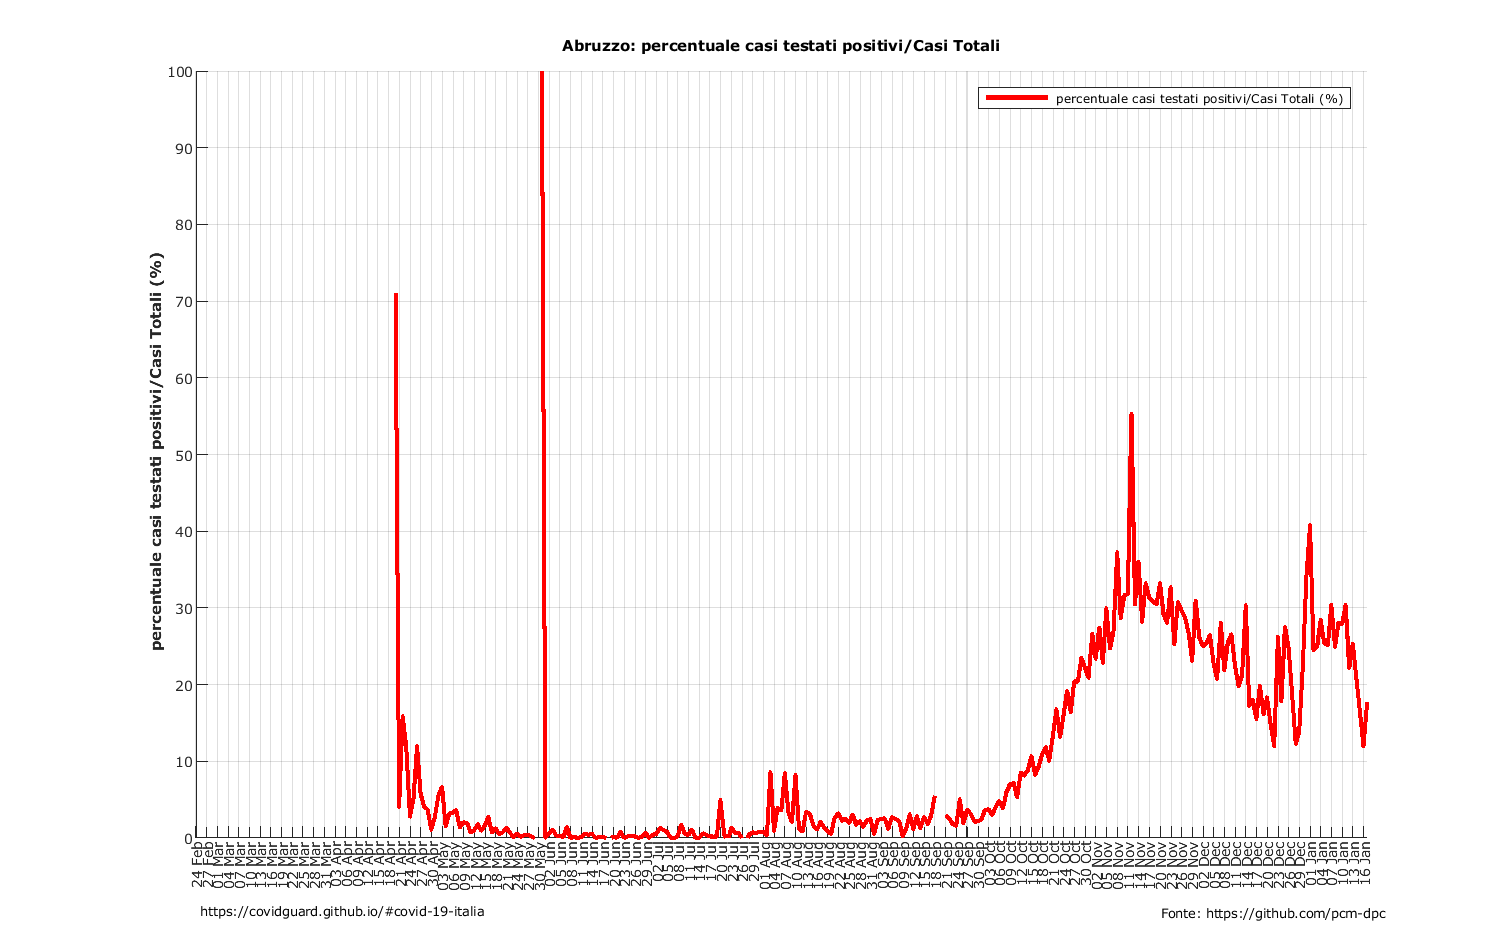 Abruzzo: percentuale casi testati positivi/Casi Totali
percentuale casi testati positivi/Casi Totali (%)
percentuale casi testati positivi/Casi Totali (%)
100
90
80
70
60
50
40
30
20
10
0
24 Feb
27 Feb
01 Mar
04 Mar
07 Mar
10 Mar
13 Mar
16 Mar
19 Mar
22 Mar
25 Mar
28 Mar
31 Mar
03 Apr
06 Apr
09 Apr
12 Apr
15 Apr
18 Apr
21 Apr
24 Apr
27 Apr
30 Apr
03 May
06 May
09 May
12 May
15 May
18 May
21 May
24 May
27 May
30 May
02 Jun
05 Jun
08 Jun
11 Jun
14 Jun
17 Jun
20 Jun
23 Jun
26 Jun
29 Jun
02 Jul
05 Jul
08 Jul
11 Jul
14 Jul
17 Jul
20 Jul
23 Jul
26 Jul
29 Jul
01 Aug
04 Aug
07 Aug
10 Aug
13 Aug
16 Aug
19 Aug
22 Aug
25 Aug
28 Aug
31 Aug
03 Sep
06 Sep
09 Sep
12 Sep
15 Sep
18 Sep
21 Sep
24 Sep
27 Sep
30 Sep
03 Oct
06 Oct
09 Oct
12 Oct
15 Oct
18 Oct
21 Oct
24 Oct
27 Oct
30 Oct
02 Nov
05 Nov
08 Nov
11 Nov
14 Nov
17 Nov
20 Nov
23 Nov
26 Nov
29 Nov
02 Dec
05 Dec
08 Dec
11 Dec
14 Dec
17 Dec
20 Dec
23 Dec
26 Dec
29 Dec
01 Jan
04 Jan
07 Jan
10 Jan
13 Jan
16 Jan
https://covidguard.github.io/#covid-19-italia
Fonte: https://github.com/pcm-dpc